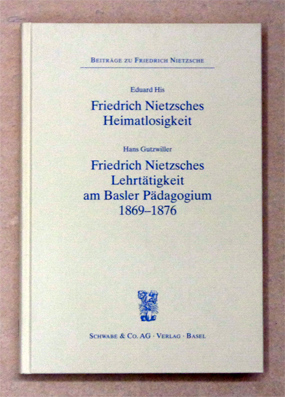 BEITRÄGE ZU FRIEDRICH NIETZSCHE
Eduard His
Friedrich Nietzsches
Heimatlosigkeit
Hans Gutzwiller
Friedrich Nietzsches
Lehrtätigkeit
am Basler Pädagogium
1869–1876
SCHWABE & CO. AG · VERLAG · BASEL